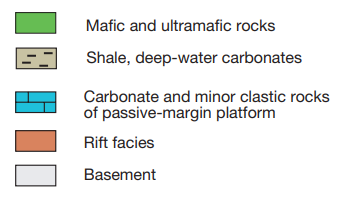 Mafic and ultramafic rocks
Shale, deep-water carbonates
Carbonate and minor clastic rocks
of passive-margin platform
Rift facies
Basement